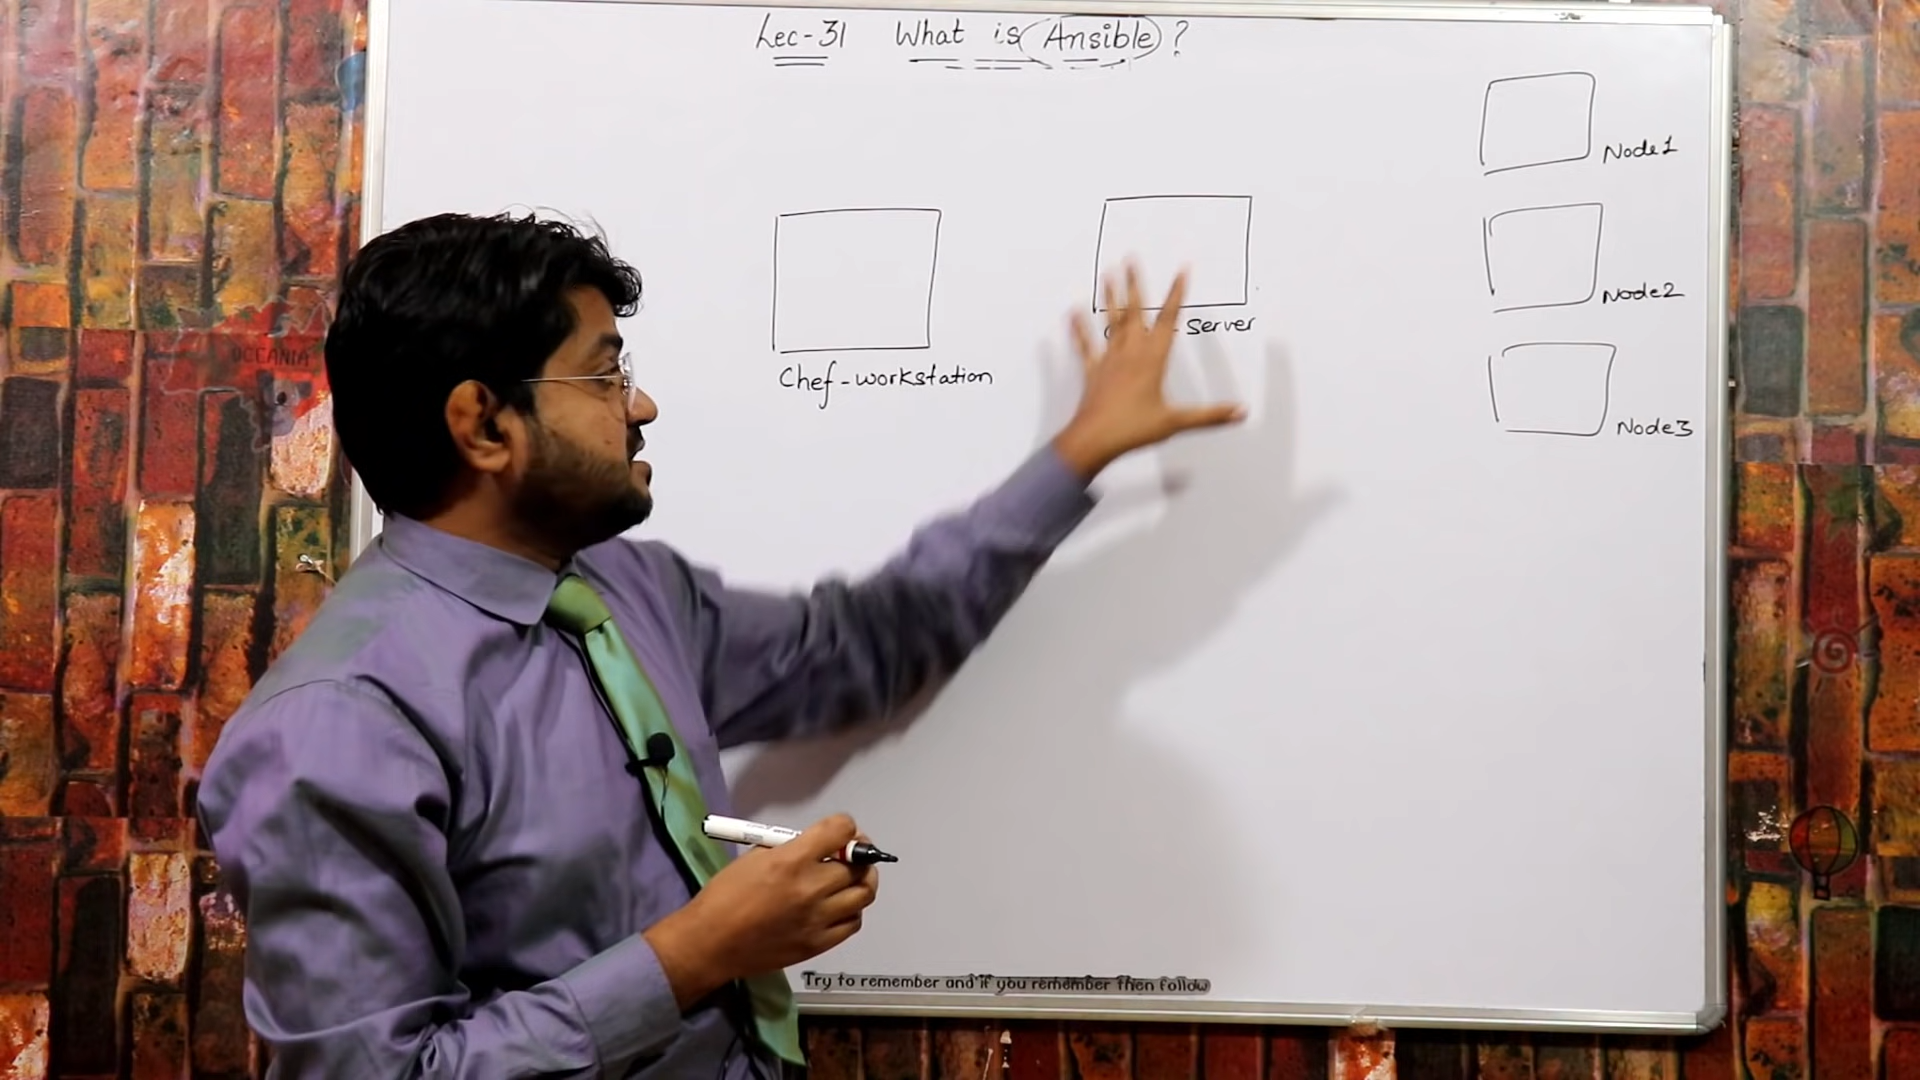 Lec-31 What is Ansible ?
Node1
Node2
Server
Chef-workstation
Node3
OCEANIA
Try to remember and if you remember then follow